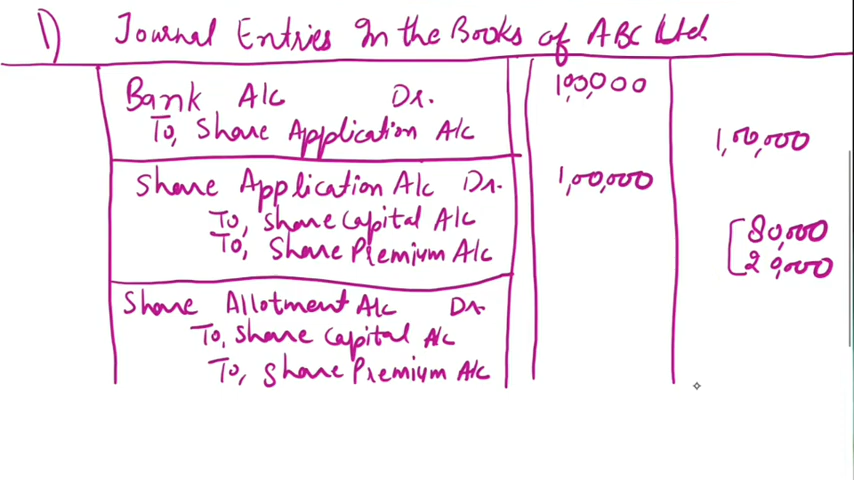 1) Journal Entries In the Books of ABC Ltd.
Bank A/c Dr. 1,00,000
To, Share Application A/c 1,00,000
Share Application A/c Dr. 1,00,000
To, Share Capital A/c 80,000
To, Share Premium A/c 20,000
Share Allotment A/c Dr.
To, Share Capital A/c
To, Share Premium A/c